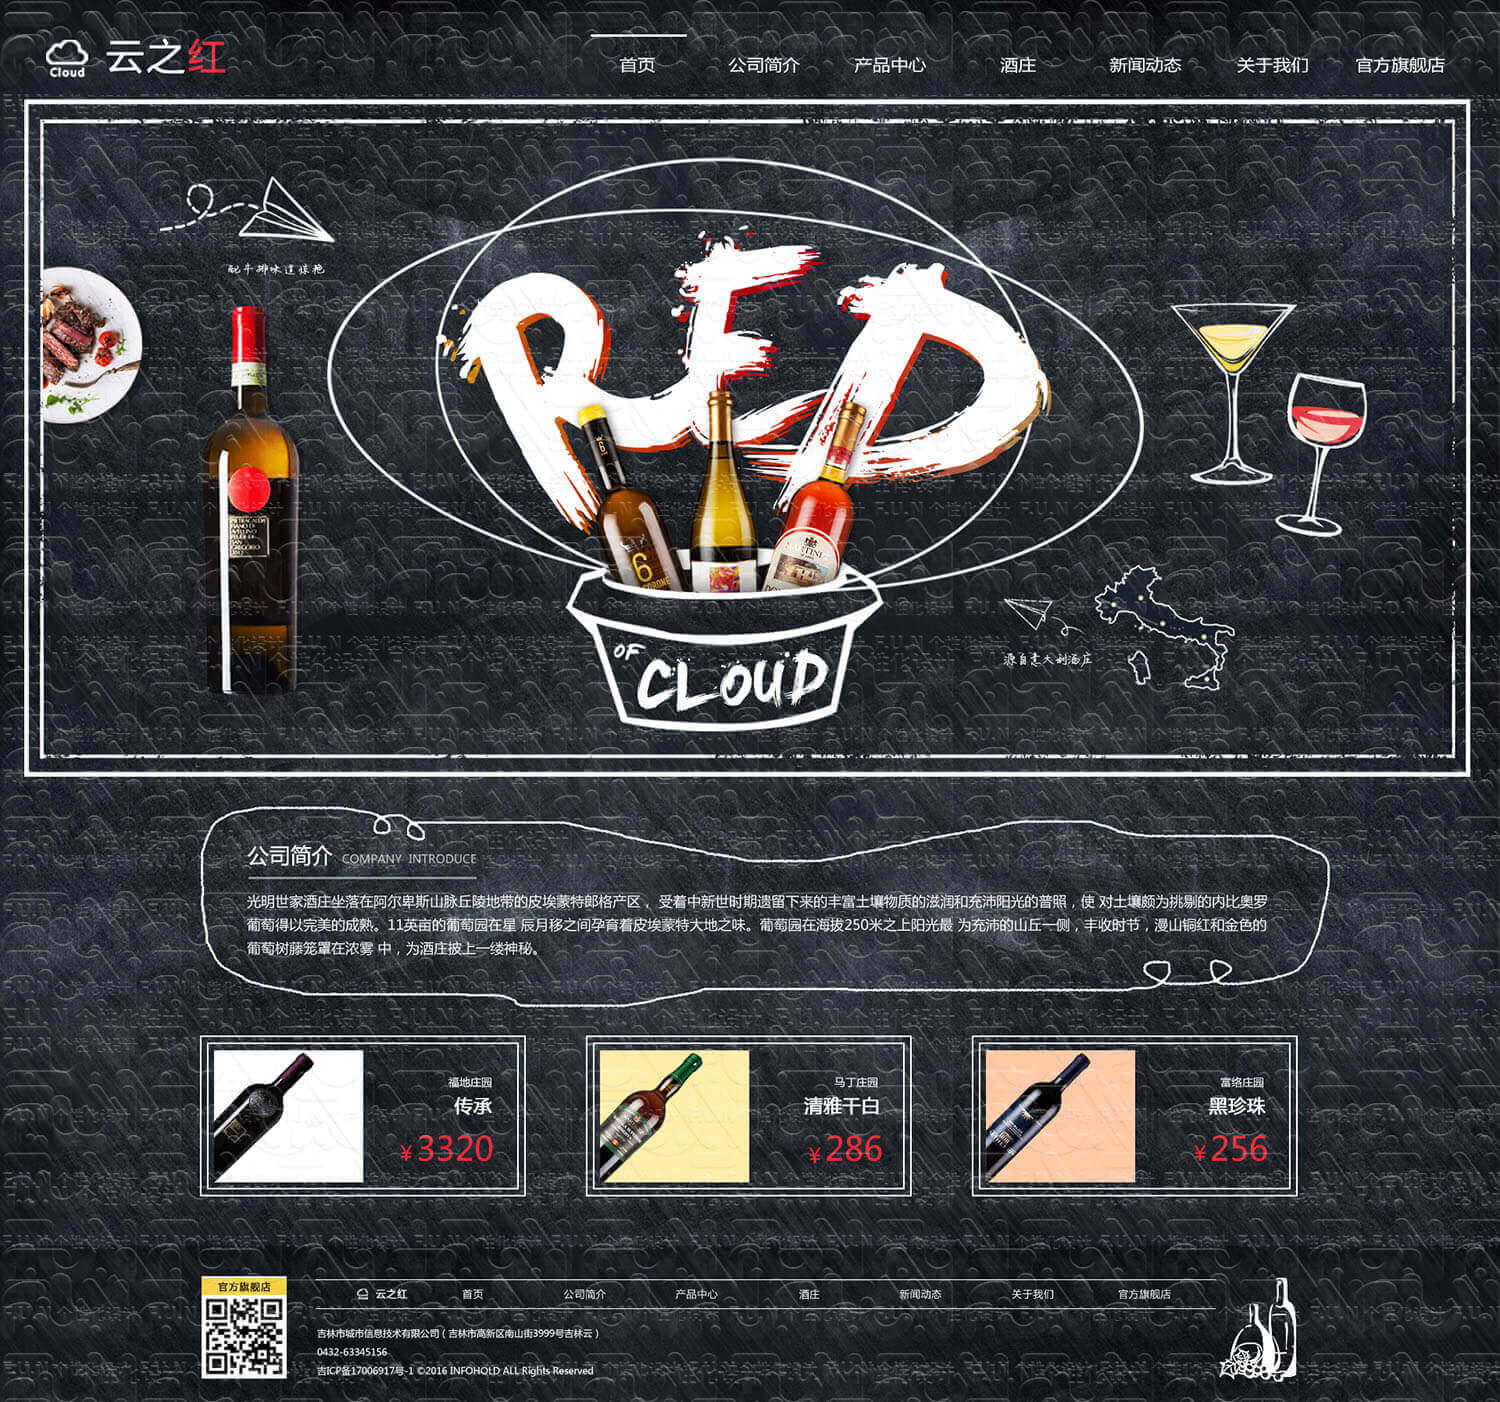 Cloud
云之红
首页
公司简介
产品中心
酒庄
新闻动态
关于我们
官方旗舰店
配牛排味道很艳
RED
6
OF
CLOUD
源自意大利酒庄
公司简介 COMPANY INTRODUCE
光明世家酒庄坐落在阿尔卑斯山脉丘陵地带的皮埃蒙特郎格产区， 受着中新世时期遗留下来的丰富土壤物质的滋润和充沛阳光的普照，使 对土壤颇为挑剔的内比奥罗
葡萄得以完美的成熟。11英亩的葡萄园在星 辰月移之间孕育着皮埃蒙特大地之味。葡萄园在海拔250米之上阳光最 为充沛的山丘一侧，丰收时节，漫山铜红和金色的
葡萄树藤笼罩在浓雾 中，为酒庄披上一缕神秘。
福地庄园
传承
¥3320
马丁庄园
清雅干白
¥286
富络庄园
黑珍珠
¥256
官方旗舰店
云之红
首页
公司简介
产品中心
酒庄
新闻动态
关于我们
官方旗舰店
吉林市城市信息技术有限公司（吉林市高新区南山街3999号吉林云）
0432-63345156
吉ICP备17006917号-1 ©2016 INFOHOLD ALL Rights Reserved